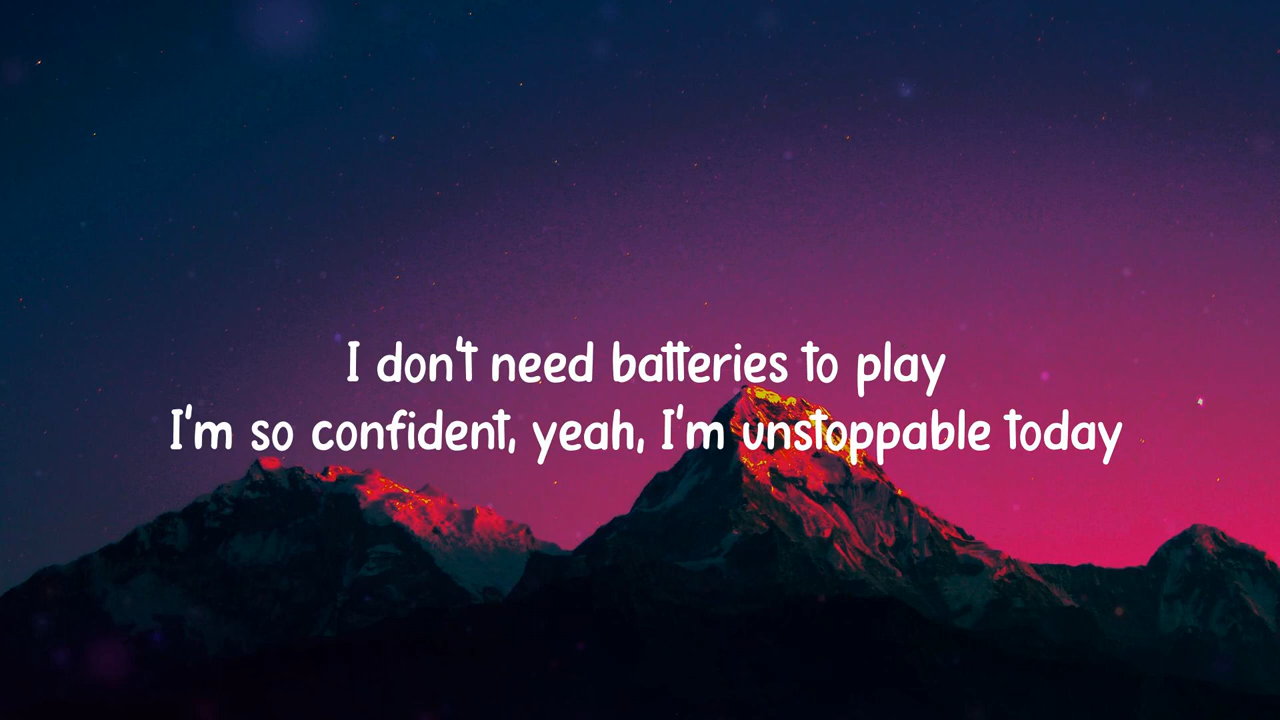 I don't need batteries to play
I'm so confident, yeah, I'm unstoppable today